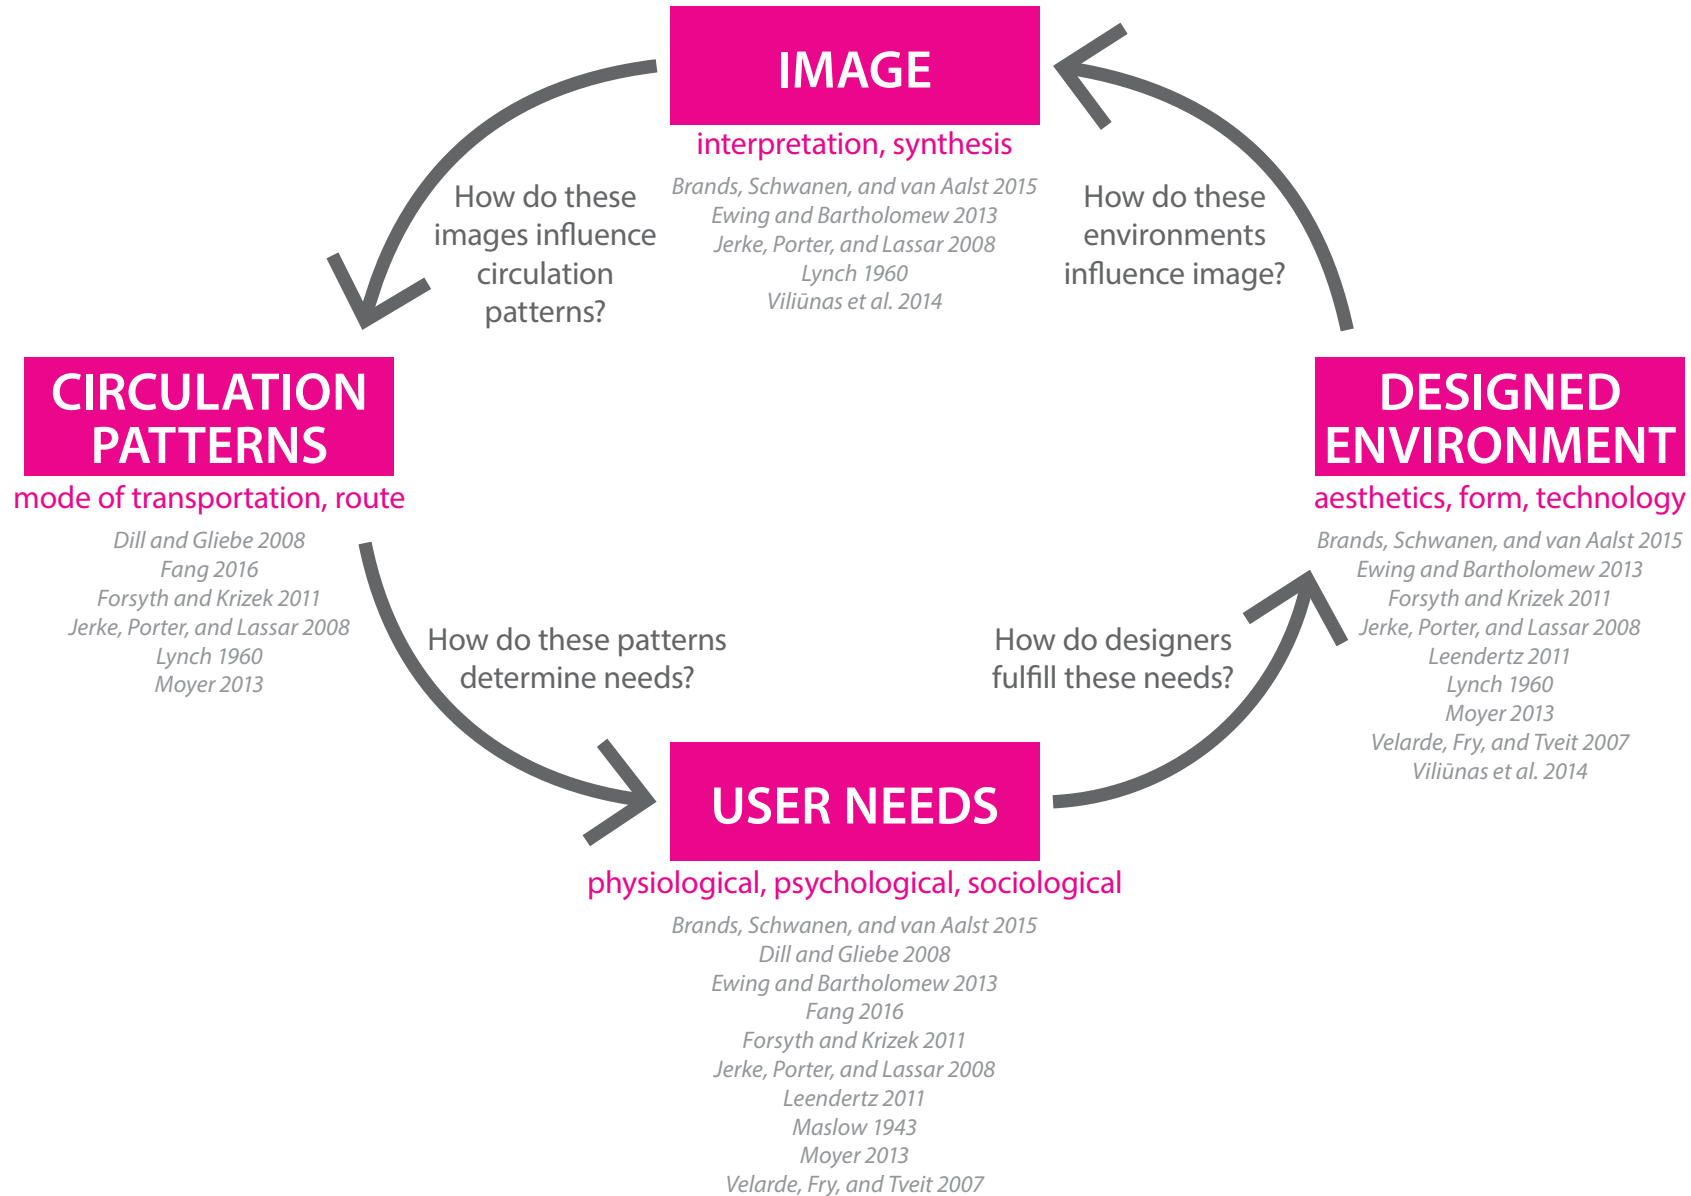 IMAGE
interpretation, synthesis
Brands, Schwanen, and van Aalst 2015
Ewing and Bartholomew 2013
Jerke, Porter, and Lassar 2008
Lynch 1960
Viliūnas et al. 2014
How do these
images influence
circulation
patterns?
How do these
environments
influence image?
CIRCULATION
PATTERNS
mode of transportation, route
Dill and Gliebe 2008
Fang 2016
Forsyth and Krizek 2011
Jerke, Porter, and Lassar 2008
Lynch 1960
Moyer 2013
DESIGNED
ENVIRONMENT
aesthetics, form, technology
Brands, Schwanen, and van Aalst 2015
Ewing and Bartholomew 2013
Forsyth and Krizek 2011
Jerke, Porter, and Lassar 2008
Leendertz 2011
Lynch 1960
Moyer 2013
Velarde, Fry, and Tveit 2007
Viliūnas et al. 2014
How do these patterns
determine needs?
How do designers
fulfill these needs?
USER NEEDS
physiological, psychological, sociological
Brands, Schwanen, and van Aalst 2015
Dill and Gliebe 2008
Ewing and Bartholomew 2013
Fang 2016
Forsyth and Krizek 2011
Jerke, Porter, and Lassar 2008
Leendertz 2011
Maslow 1943
Moyer 2013
Velarde, Fry, and Tveit 2007